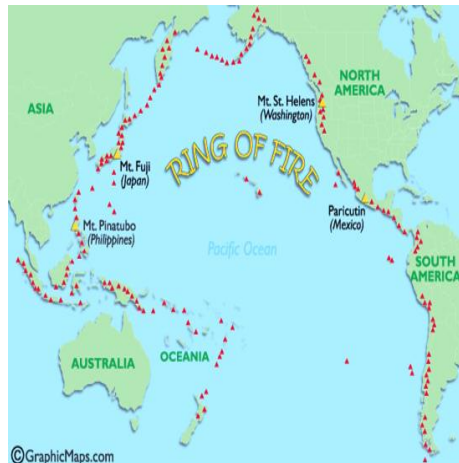 NORTH
AMERICA
ASIA
Mt. St. Helens
(Washington)
RING OF FIRE
Mt. Fuji
(Japan)
Paricutin
(Mexico)
Mt. Pinatubo
(Philippines)
Pacific Ocean
SOUTH
AMERICA
AUSTRALIA
OCEANIA
©GraphicMaps.com